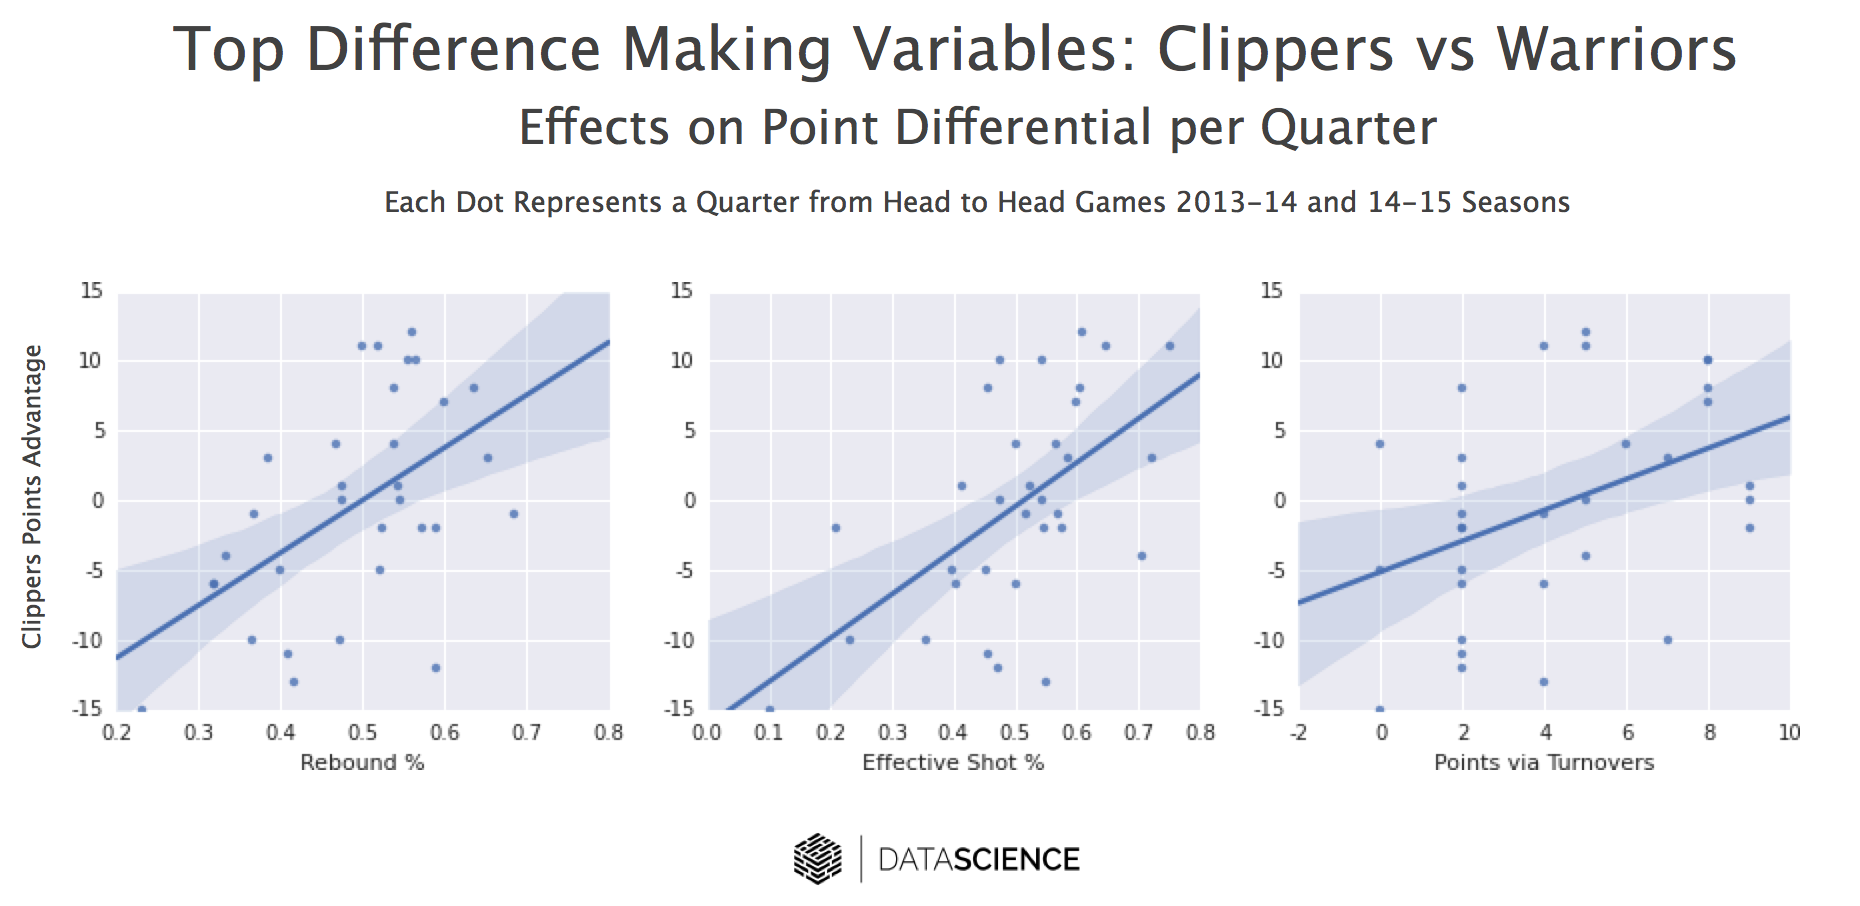 Top Difference Making Variables: Clippers vs Warriors
Effects on Point Differential per Quarter
Each Dot Represents a Quarter from Head to Head Games 2013-14 and 14-15 Seasons
Clippers Points Advantage
15
10
5
0
-5
-10
-15
0.2 0.3 0.4 0.5 0.6 0.7 0.8
Rebound %
15
10
5
0
-5
-10
-15
0.0 0.1 0.2 0.3 0.4 0.5 0.6 0.7 0.8
Effective Shot %
15
10
5
0
-5
-10
-15
-2 0 2 4 6 8 10
Points via Turnovers
DATASCIENCE